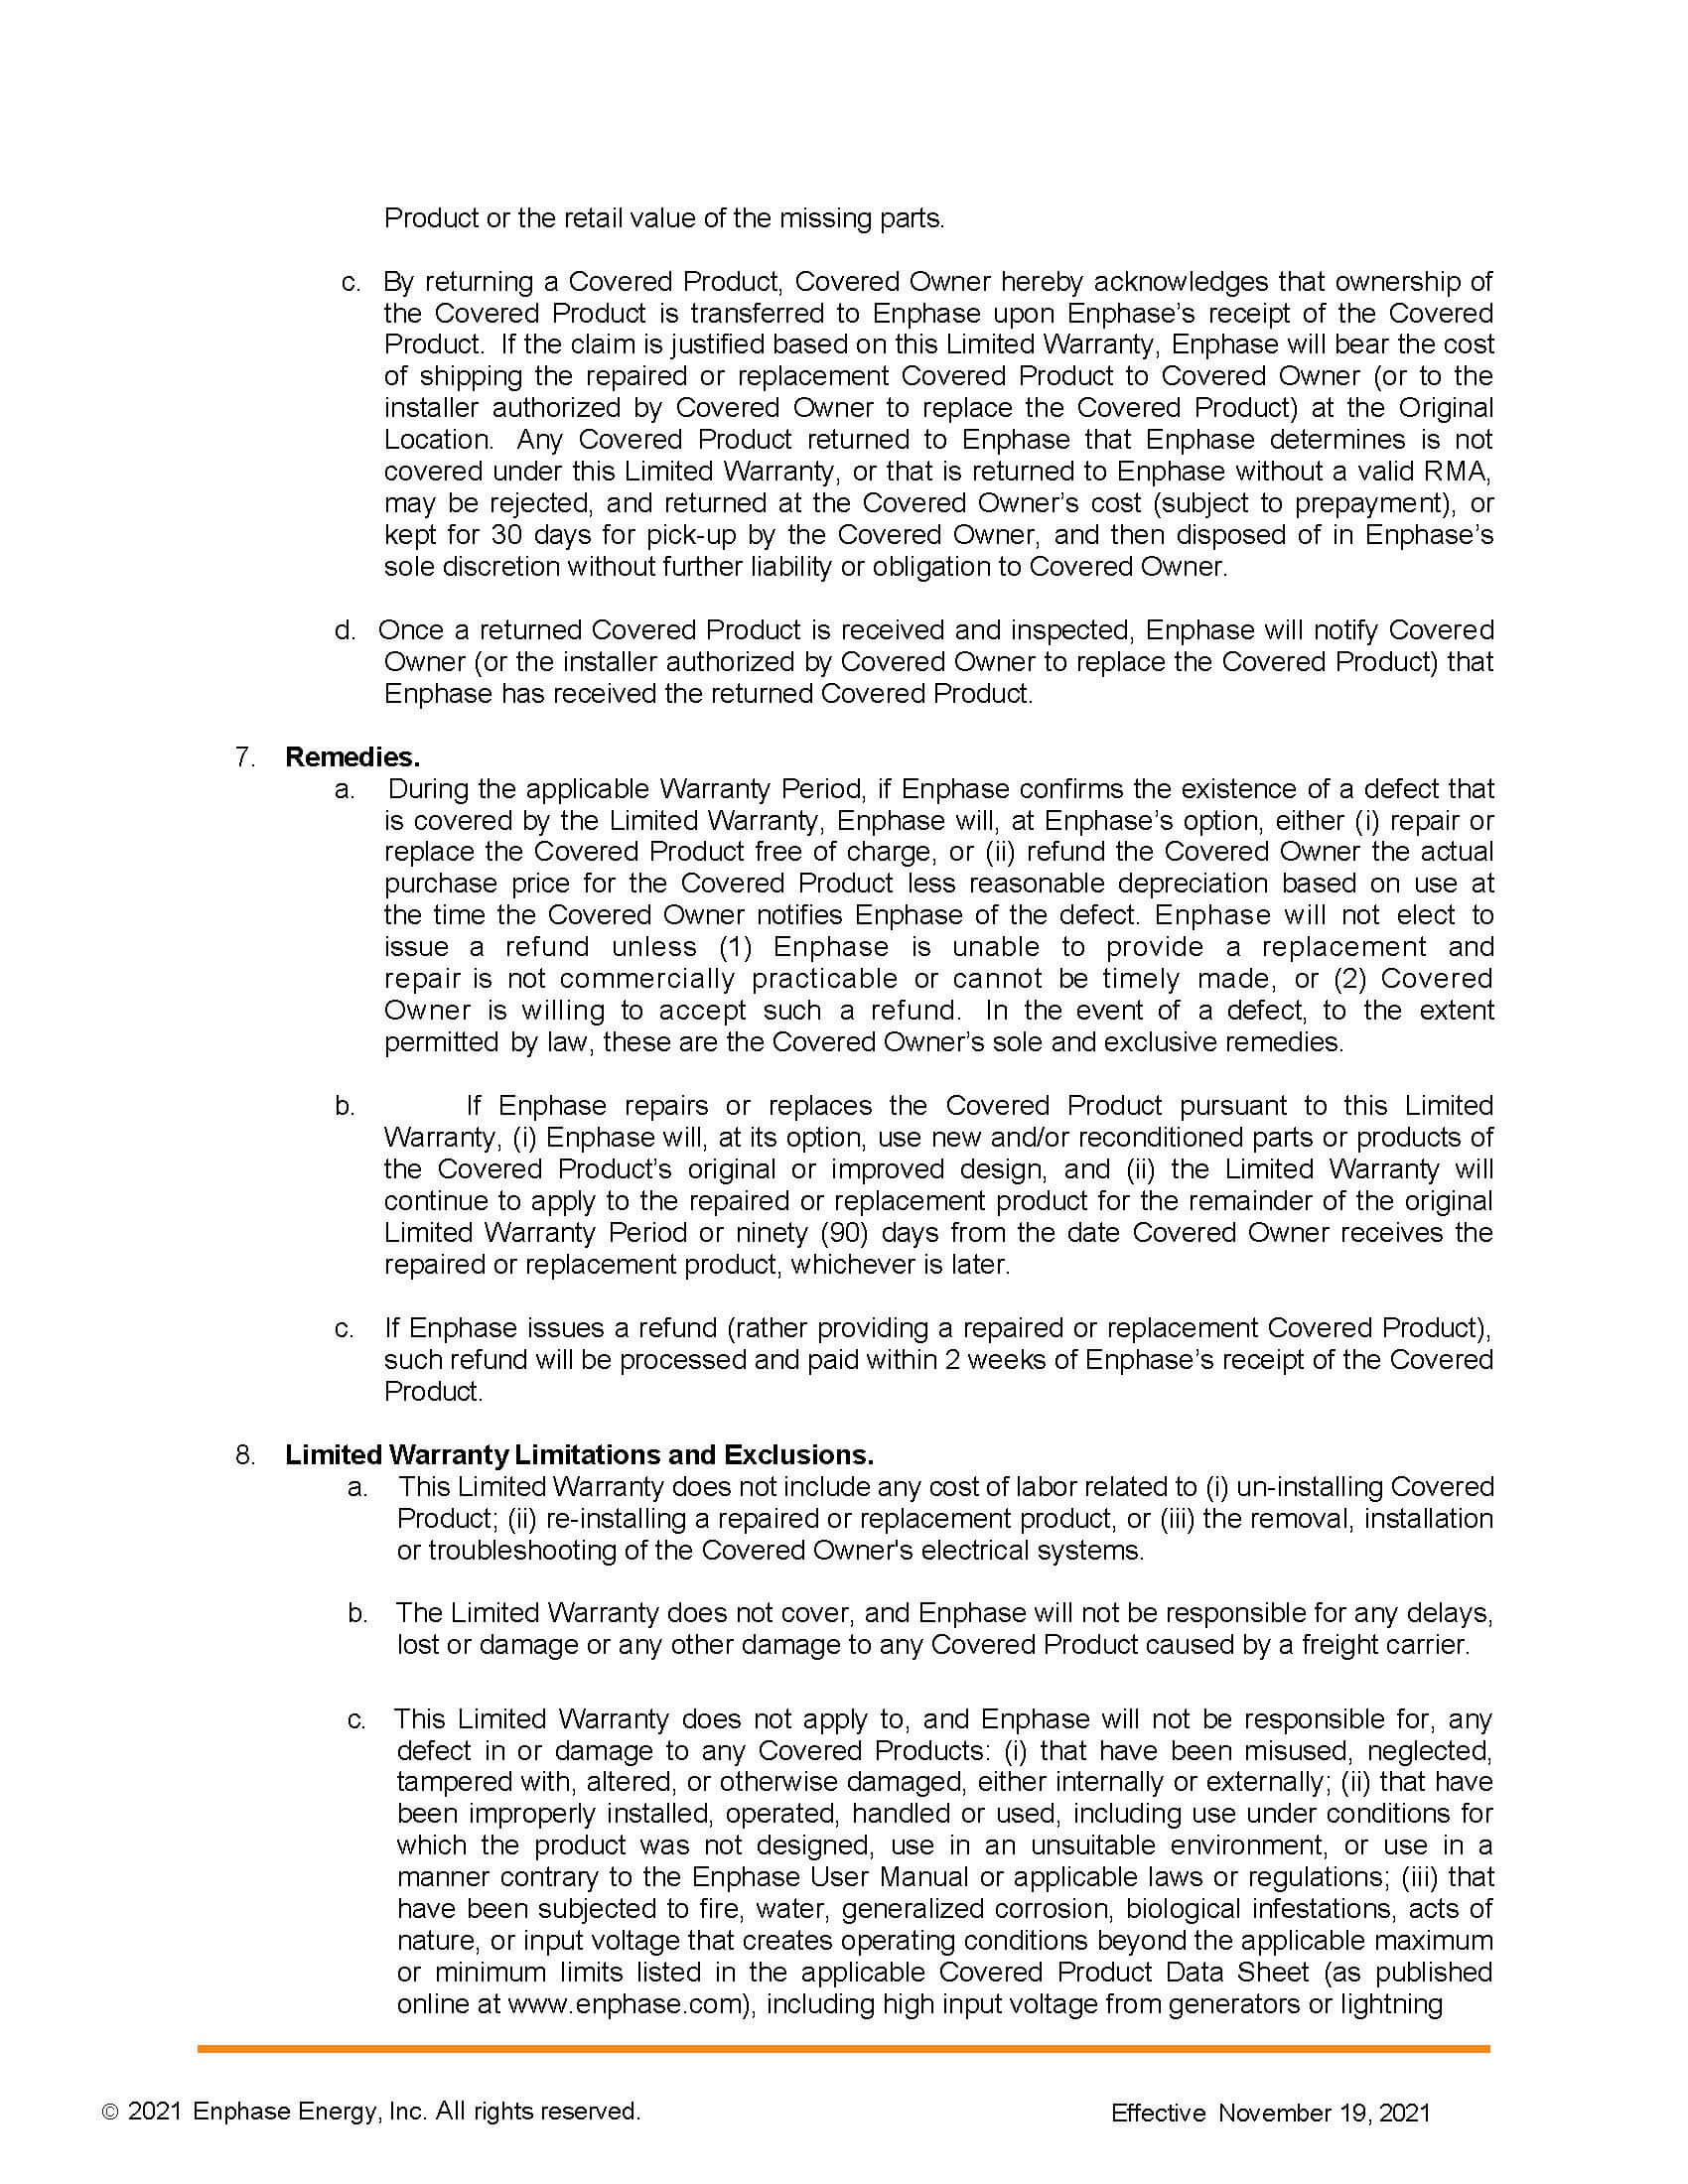 Product or the retail value of the missing parts.
c. By returning a Covered Product, Covered Owner hereby acknowledges that ownership of
the Covered Product is transferred to Enphase upon Enphase’s receipt of the Covered
Product. If the claim is justified based on this Limited Warranty, Enphase will bear the cost
of shipping the repaired or replacement Covered Product to Covered Owner (or to the
installer authorized by Covered Owner to replace the Covered Product) at the Original
Location. Any Covered Product returned to Enphase that Enphase determines is not
covered under this Limited Warranty, or that is returned to Enphase without a valid RMA,
may be rejected, and returned at the Covered Owner’s cost (subject to prepayment), or
kept for 30 days for pick-up by the Covered Owner, and then disposed of in Enphase’s
sole discretion without further liability or obligation to Covered Owner.
d. Once a returned Covered Product is received and inspected, Enphase will notify Covered
Owner (or the installer authorized by Covered Owner to replace the Covered Product) that
Enphase has received the returned Covered Product.
7. Remedies.
a. During the applicable Warranty Period, if Enphase confirms the existence of a defect that
is covered by the Limited Warranty, Enphase will, at Enphase’s option, either (i) repair or
replace the Covered Product free of charge, or (ii) refund the Covered Owner the actual
purchase price for the Covered Product less reasonable depreciation based on use at
the time the Covered Owner notifies Enphase of the defect. Enphase will not elect to
issue a refund unless (1) Enphase is unable to provide a replacement and
repair is not commercially practicable or cannot be timely made, or (2) Covered
Owner is willing to accept such a refund. In the event of a defect, to the extent
permitted by law, these are the Covered Owner’s sole and exclusive remedies.
b. If Enphase repairs or replaces the Covered Product pursuant to this Limited
Warranty, (i) Enphase will, at its option, use new and/or reconditioned parts or products of
the Covered Product’s original or improved design, and (ii) the Limited Warranty will
continue to apply to the repaired or replacement product for the remainder of the original
Limited Warranty Period or ninety (90) days from the date Covered Owner receives the
repaired or replacement product, whichever is later.
c. If Enphase issues a refund (rather providing a repaired or replacement Covered Product),
such refund will be processed and paid within 2 weeks of Enphase’s receipt of the Covered
Product.
8. Limited Warranty Limitations and Exclusions.
a. This Limited Warranty does not include any cost of labor related to (i) un-installing Covered
Product; (ii) re-installing a repaired or replacement product, or (iii) the removal, installation
or troubleshooting of the Covered Owner's electrical systems.
b. The Limited Warranty does not cover, and Enphase will not be responsible for any delays,
lost or damage or any other damage to any Covered Product caused by a freight carrier.
c. This Limited Warranty does not apply to, and Enphase will not be responsible for, any
defect in or damage to any Covered Products: (i) that have been misused, neglected,
tampered with, altered, or otherwise damaged, either internally or externally; (ii) that have
been improperly installed, operated, handled or used, including use under conditions for
which the product was not designed, use in an unsuitable environment, or use in a
manner contrary to the Enphase User Manual or applicable laws or regulations; (iii) that
have been subjected to fire, water, generalized corrosion, biological infestations, acts of
nature, or input voltage that creates operating conditions beyond the applicable maximum
or minimum limits listed in the applicable Covered Product Data Sheet (as published
online at www.enphase.com), including high input voltage from generators or lightning
© 2021 Enphase Energy, Inc. All rights reserved.
Effective November 19, 2021